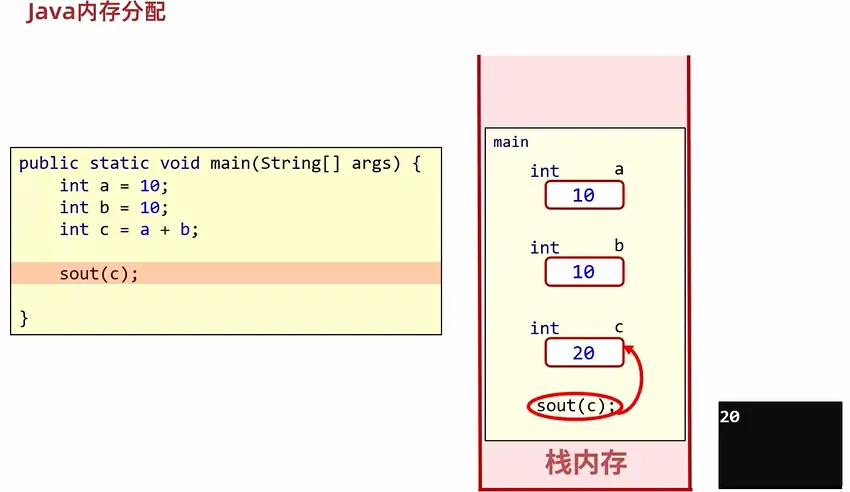 Java内存分配
public static void main(String[] args) {
int a = 10;
int b = 10;
int c = a + b;
sout(c);
}
main
int a
10
int b
10
int c
20
sout(c);
栈内存
20